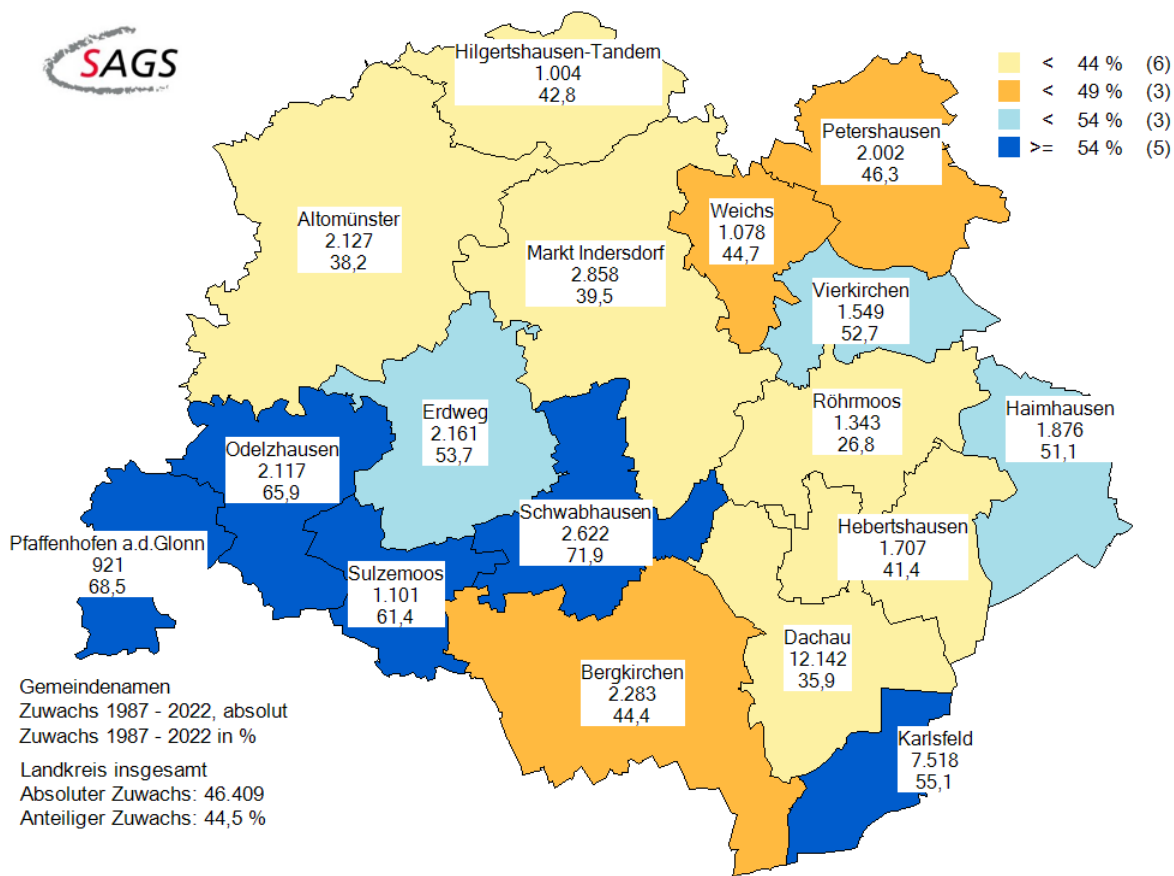 SAGS
< 44 % (6)
< 49 % (3)
< 54 % (3)
>= 54 % (5)
Hilgertshausen-Tandern
1.004
42,8
Petershausen
2.002
46,3
Altomünster
2.127
38,2
Weichs
1.078
44,7
Markt Indersdorf
2.858
39,5
Vierkirchen
1.549
52,7
Röhrmoos
1.343
26,8
Haimhausen
1.876
51,1
Erdweg
2.161
53,7
Odelzhausen
2.117
65,9
Schwabhausen
2.622
71,9
Hebertshausen
1.707
41,4
Pfaffenhofen a.d.Glonn
921
68,5
Sulzemoos
1.101
61,4
Dachau
12.142
35,9
Bergkirchen
2.283
44,4
Karlsfeld
7.518
55,1
Gemeindenamen
Zuwachs 1987 - 2022, absolut
Zuwachs 1987 - 2022 in %
Landkreis insgesamt
Absoluter Zuwachs: 46.409
Anteiliger Zuwachs: 44,5 %